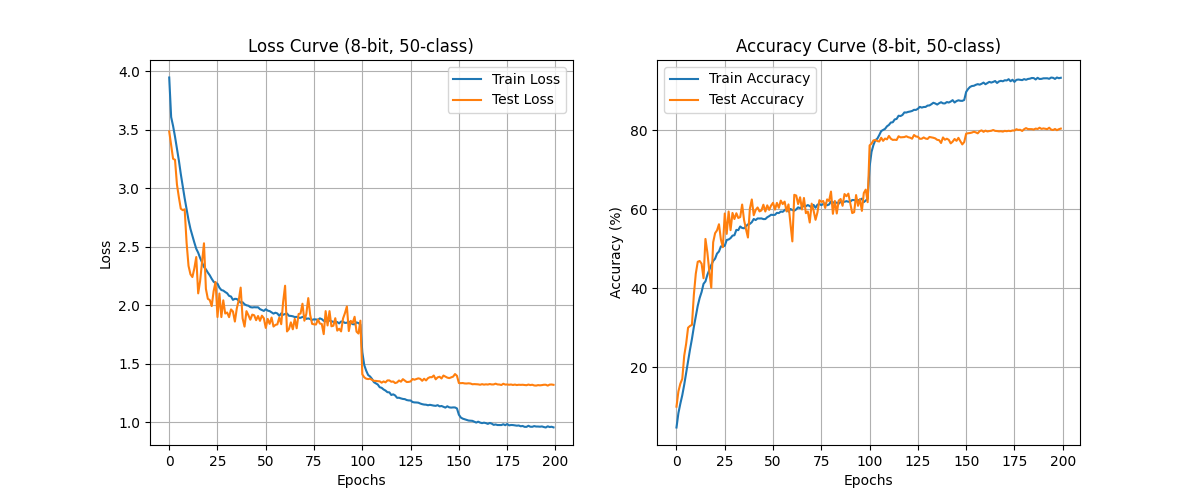 Loss Curve (8-bit, 50-class)
4.0
3.5
3.0
2.5
2.0
1.5
1.0
Loss
Train Loss
Test Loss
0 25 50 75 100 125 150 175 200
Epochs
Accuracy Curve (8-bit, 50-class)
80
60
40
20
Accuracy (%)
Train Accuracy
Test Accuracy
0 25 50 75 100 125 150 175 200
Epochs